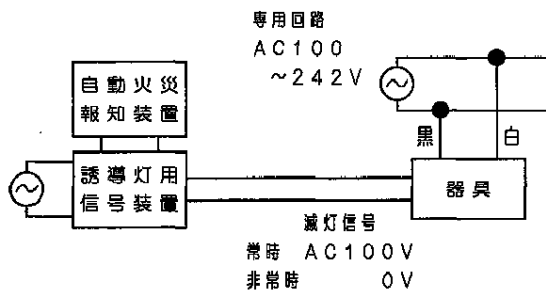 専用回路
AC100
～242V
自動火災
報知装置
黒
白
誘導灯用
信号装置
器具
滅灯信号
常時 AC100V
非常時 0V